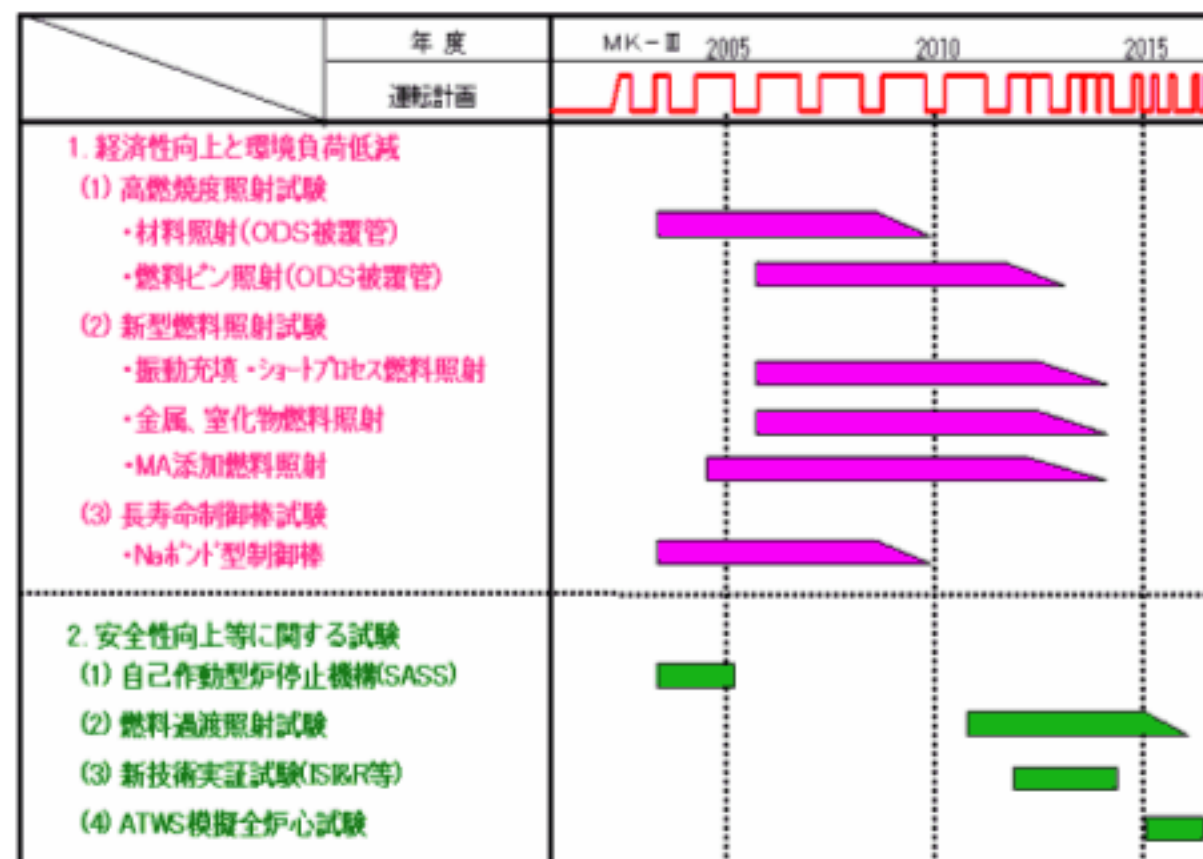 年度
MK-Ⅲ 2005 2010 2015
運転計画
1. 経済性向上と環境負荷低減
(1) 高燃焼度照射試験
・材料照射(ODS被覆管)
・燃料ピン照射(ODS被覆管)
(2) 新型燃料照射試験
・振動充填・ショートプロセス燃料照射
・金属、窒化物燃料照射
・MA添加燃料照射
(3) 長寿命制御棒試験
・Naボンド型制御棒
2. 安全性向上等に関する試験
(1) 自己作動型炉停止機構(SASS)
(2) 燃料過渡照射試験
(3) 新技術実証試験(ISI&R等)
(4) ATWS模擬全炉心試験